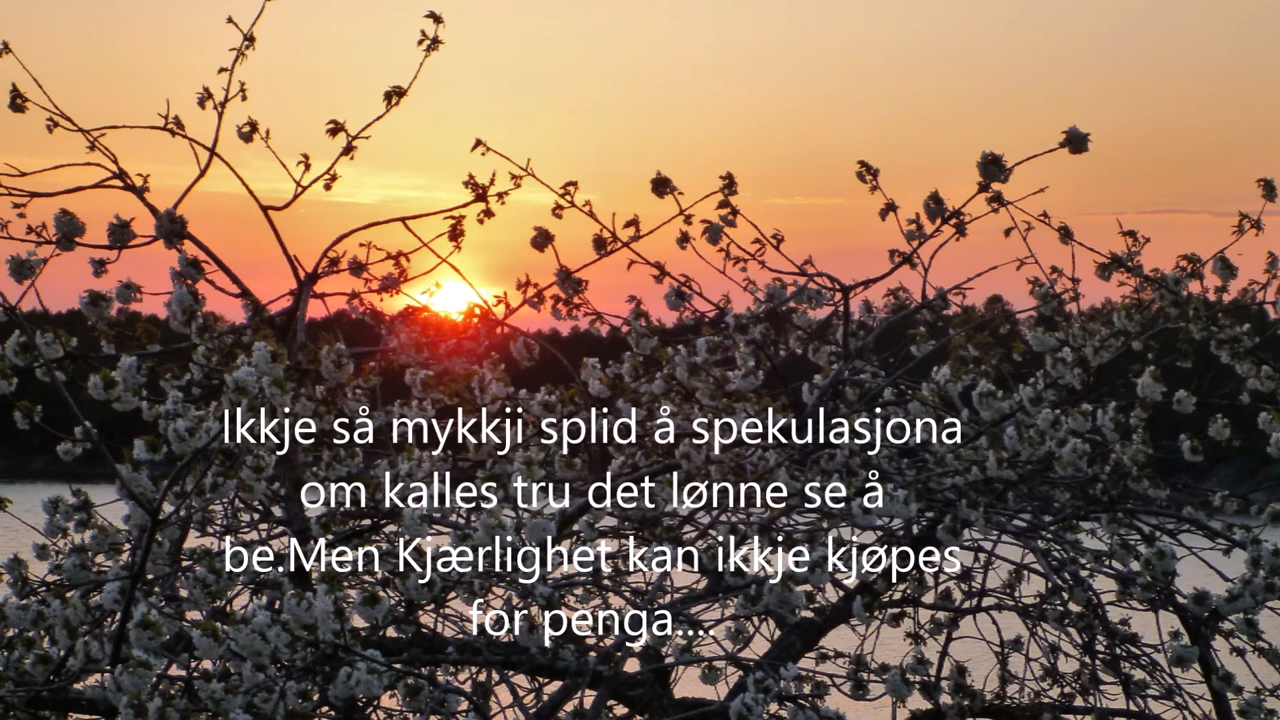 Ikkje så mykkji splid å spekulasjona
om kalles tru det lønne se å
be.Men Kjærlighet kan ikkje kjøpes
for penga....